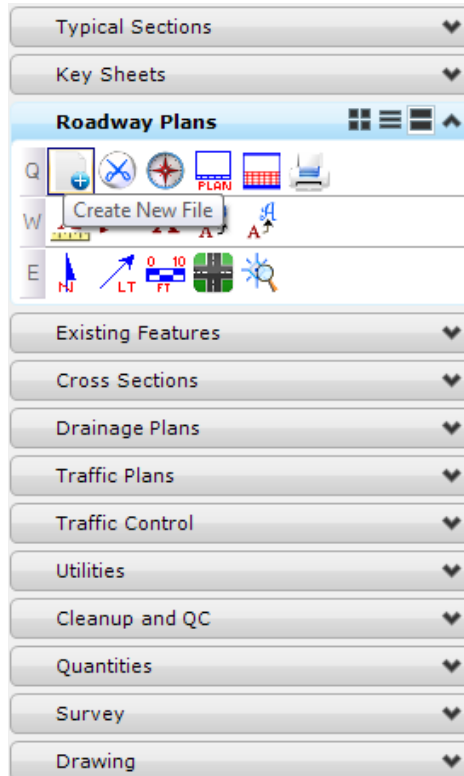 Typical Sections
Key Sheets
Roadway Plans
Q PLAN
Create New File
W A A
E N LT 0 10 FT
Existing Features
Cross Sections
Drainage Plans
Traffic Plans
Traffic Control
Utilities
Cleanup and QC
Quantities
Survey
Drawing